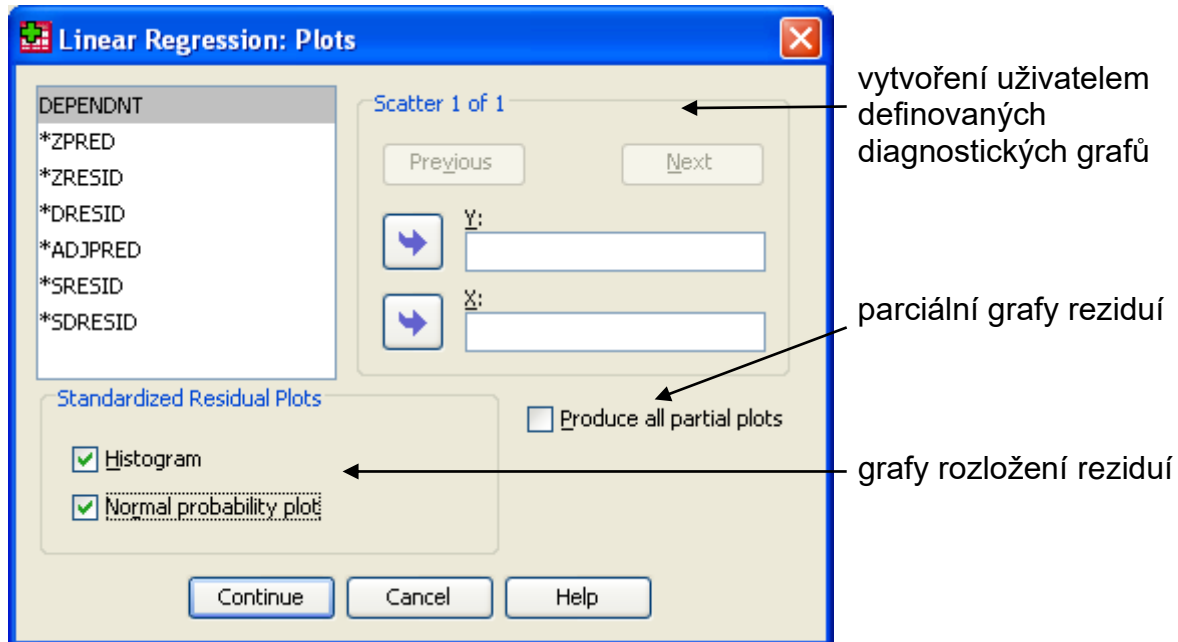 Linear Regression: Plots
DEPENDNT
*ZPRED
*ZRESID
*DRESID
*ADJPRED
*SRESID
*SDRESID
Scatter 1 of 1
Previous
Next
Y:
X:
Standardized Residual Plots
Histogram
Normal probability plot
Produce all partial plots
Continue
Cancel
Help
vytvoření uživatelem
definovaných
diagnostických grafů
parciální grafy reziduí
grafy rozložení reziduí